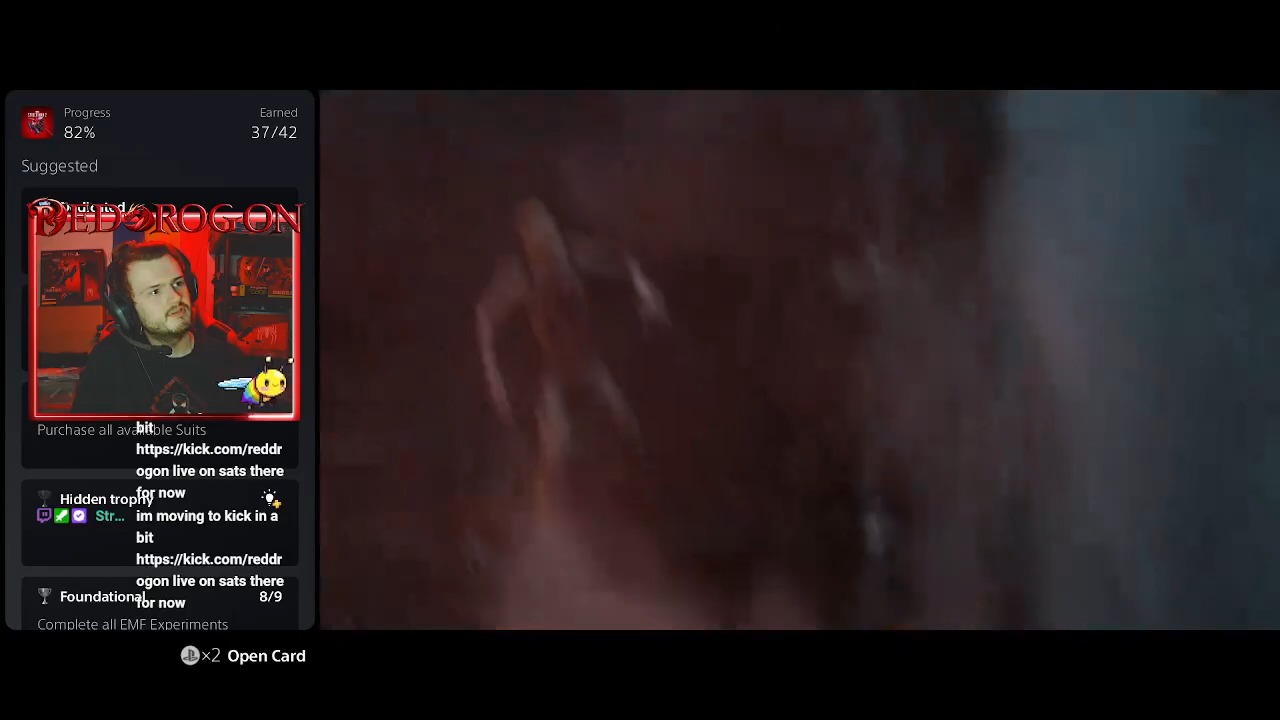 Progress
Earned
82%
37/42
Suggested
Dedicated
REDDROGON
Purchase all available Suits
bit
https://kick.com/reddr
ogon live on sats there
for now
Hidden trophy
Str...
im moving to kick in a
bit
https://kick.com/reddr
ogon live on sats there
for now
Foundational
8/9
Complete all EMF Experiments
×2 Open Card